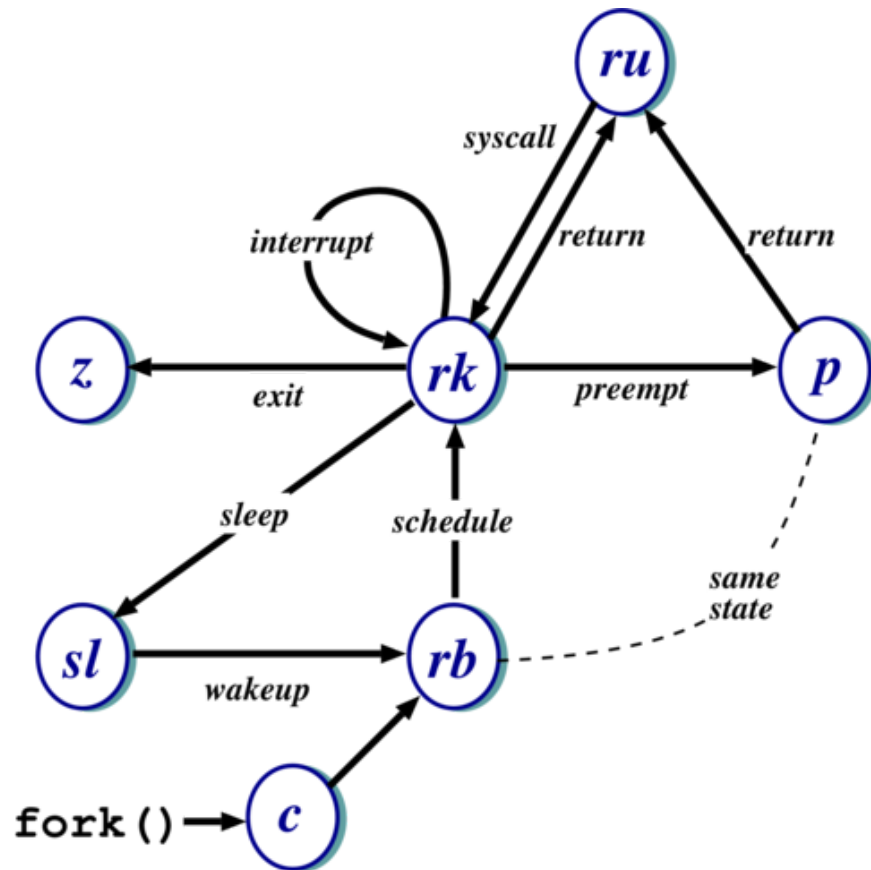 ru
syscall
interrupt
return
return
z
rk
p
exit
preempt
sleep
schedule
same
state
sl
rb
wakeup
fork()
c